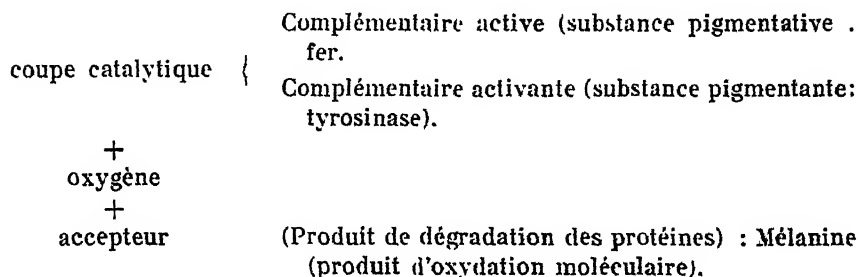 Complémentaire active (substance pigmentative .
fer.
coupe catalytique {
Complémentaire activante (substance pigmentante:
tyrosinase).
+
oxygène
+
accepteur (Produit de dégradation des protéines) : Mélanine
(produit d'oxydation moléculaire).